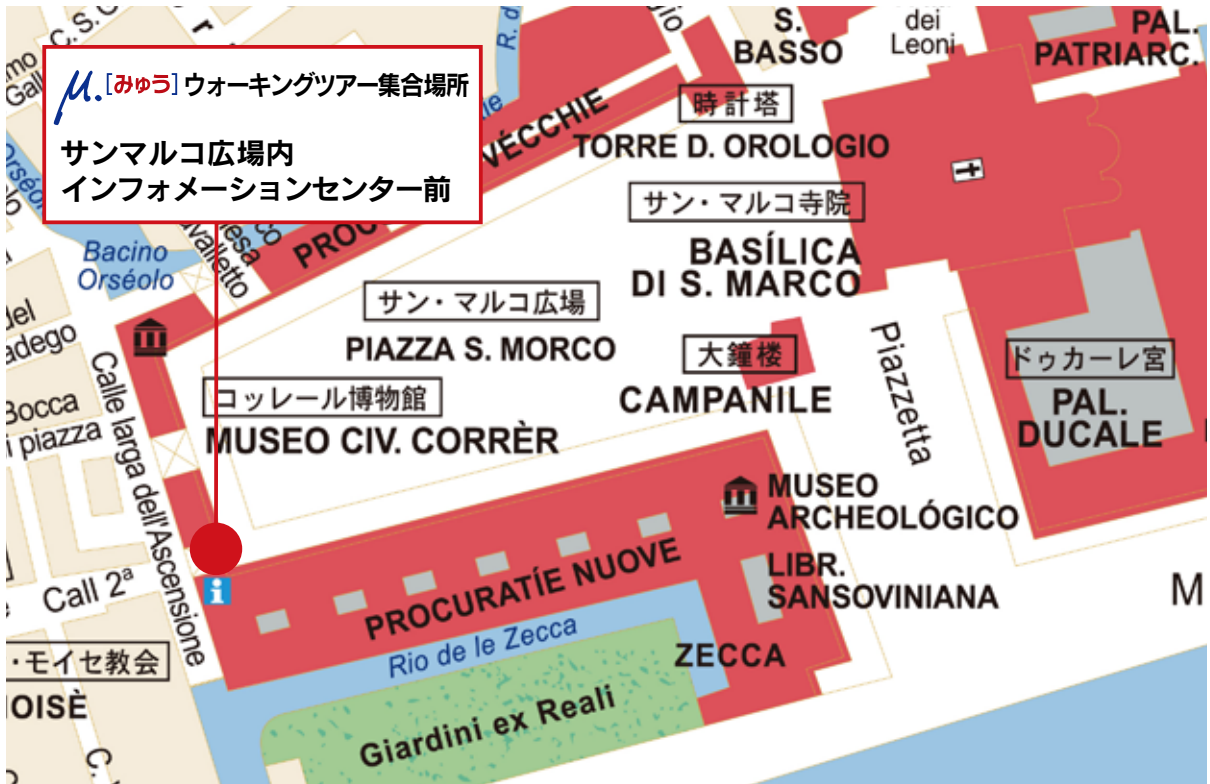 μ.[みゅう]ウォーキングツアー集合場所
サンマルコ広場内
インフォメーションセンター前
C. S. G
S.
BASSO
dei
Leoni
PAL.
PATRIARC.
時計塔
TORRE D. OROLOGIO
VÉCCHIE
サン・マルコ寺院
BASÍLICA
DI S. MARCO
Bacino
Orséolo
サン・マルコ広場
PIAZZA S. MORCO
大鐘楼
CAMPANILE
Piazzetta
ドゥカーレ宮
PAL.
DUCALE
コッレール博物館
MUSEO CIV. CORRÈR
del
adego
Bocca
i piazza
Calle larga dell'Ascensione
MUSEO
ARCHEOLÓGICO
LIBR.
SANSOVINIANA
PROCURATÍE NUOVE
Call 2ª
i
Rio de le Zecca
ZECCA
M
・モイセ教会
OISÈ
Giardini ex Reali
C.